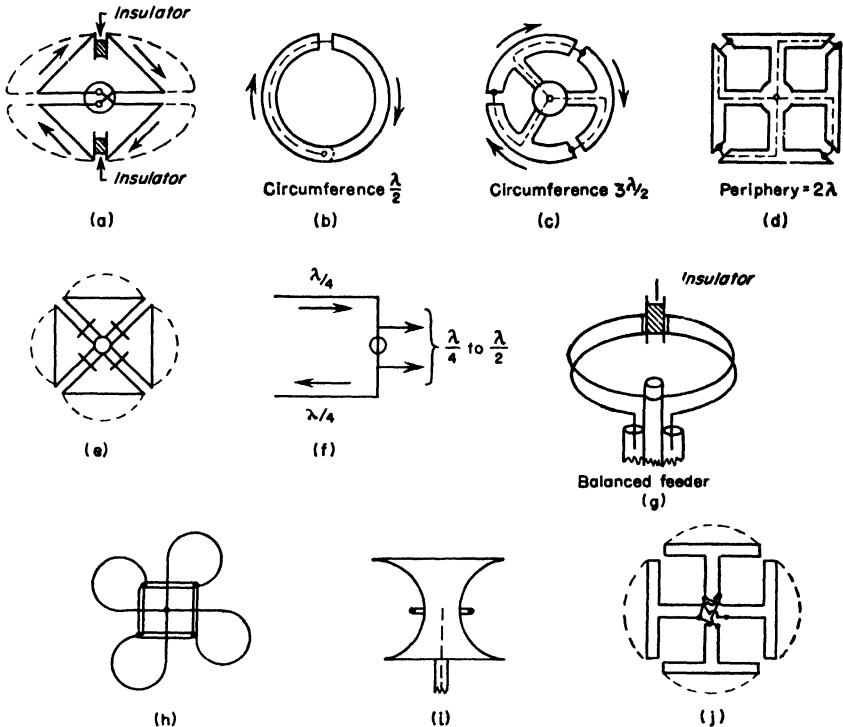 Insulator
Insulator
(a)
Circumference λ/2
(b)
Circumference 3λ/2
(c)
Periphery = 2λ
(d)
(e)
λ/4
λ/4 to λ/2
λ/4
(f)
Insulator
Balanced feeder
(g)
(h)
(i)
(j)